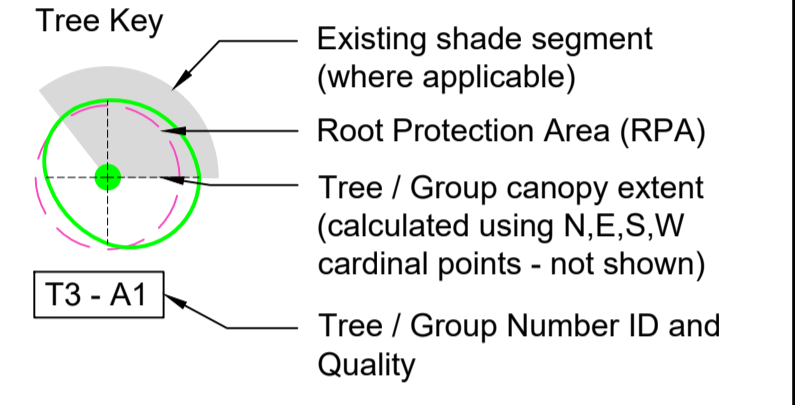 Tree Key
Existing shade segment
(where applicable)
Root Protection Area (RPA)
Tree / Group canopy extent
(calculated using N,E,S,W
cardinal points - not shown)
T3 - A1
Tree / Group Number ID and
Quality